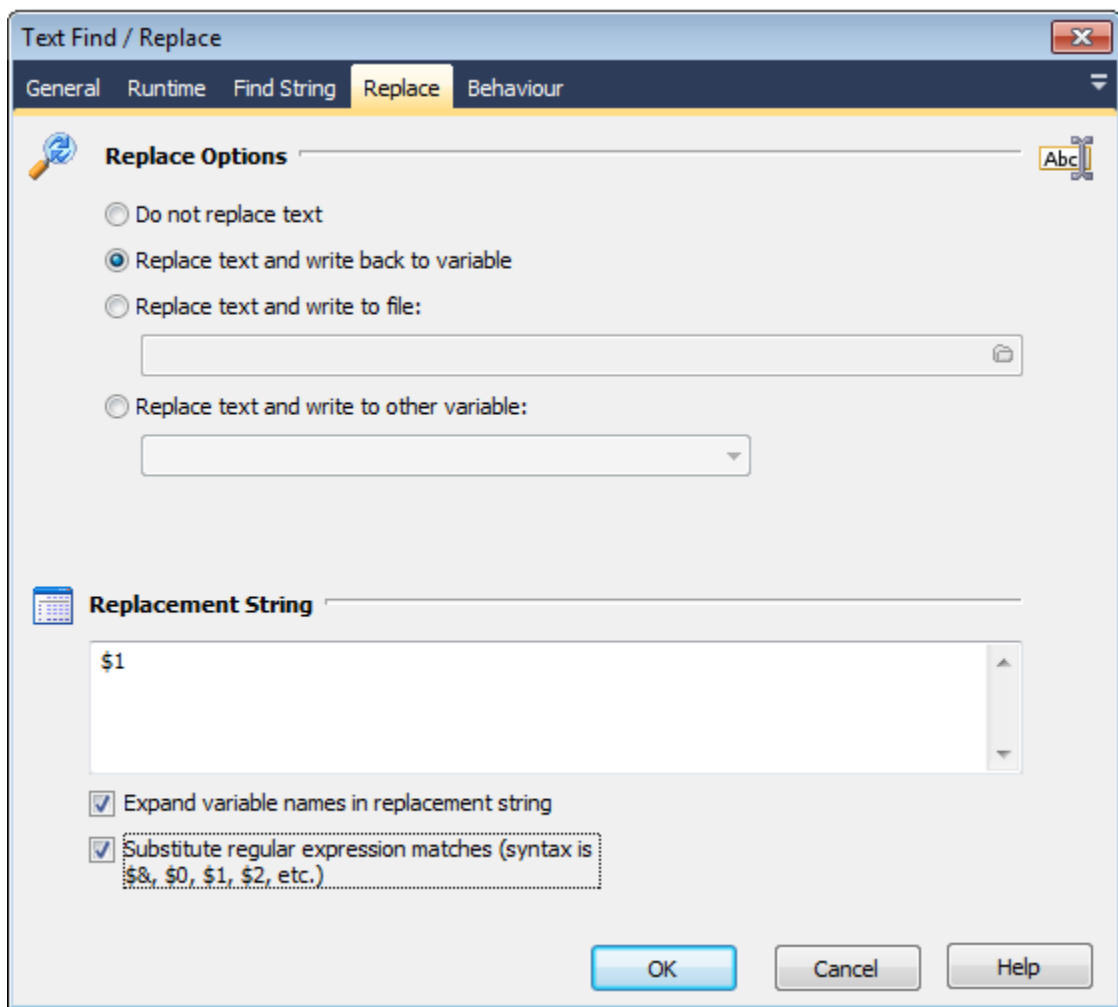 Text Find / Replace
General Runtime Find String Replace Behaviour
Replace Options
Abc
Do not replace text
Replace text and write back to variable
Replace text and write to file:
Replace text and write to other variable:
Replacement String
$1
Expand variable names in replacement string
Substitute regular expression matches (syntax is
$&, $0, $1, $2, etc.)
OK Cancel Help